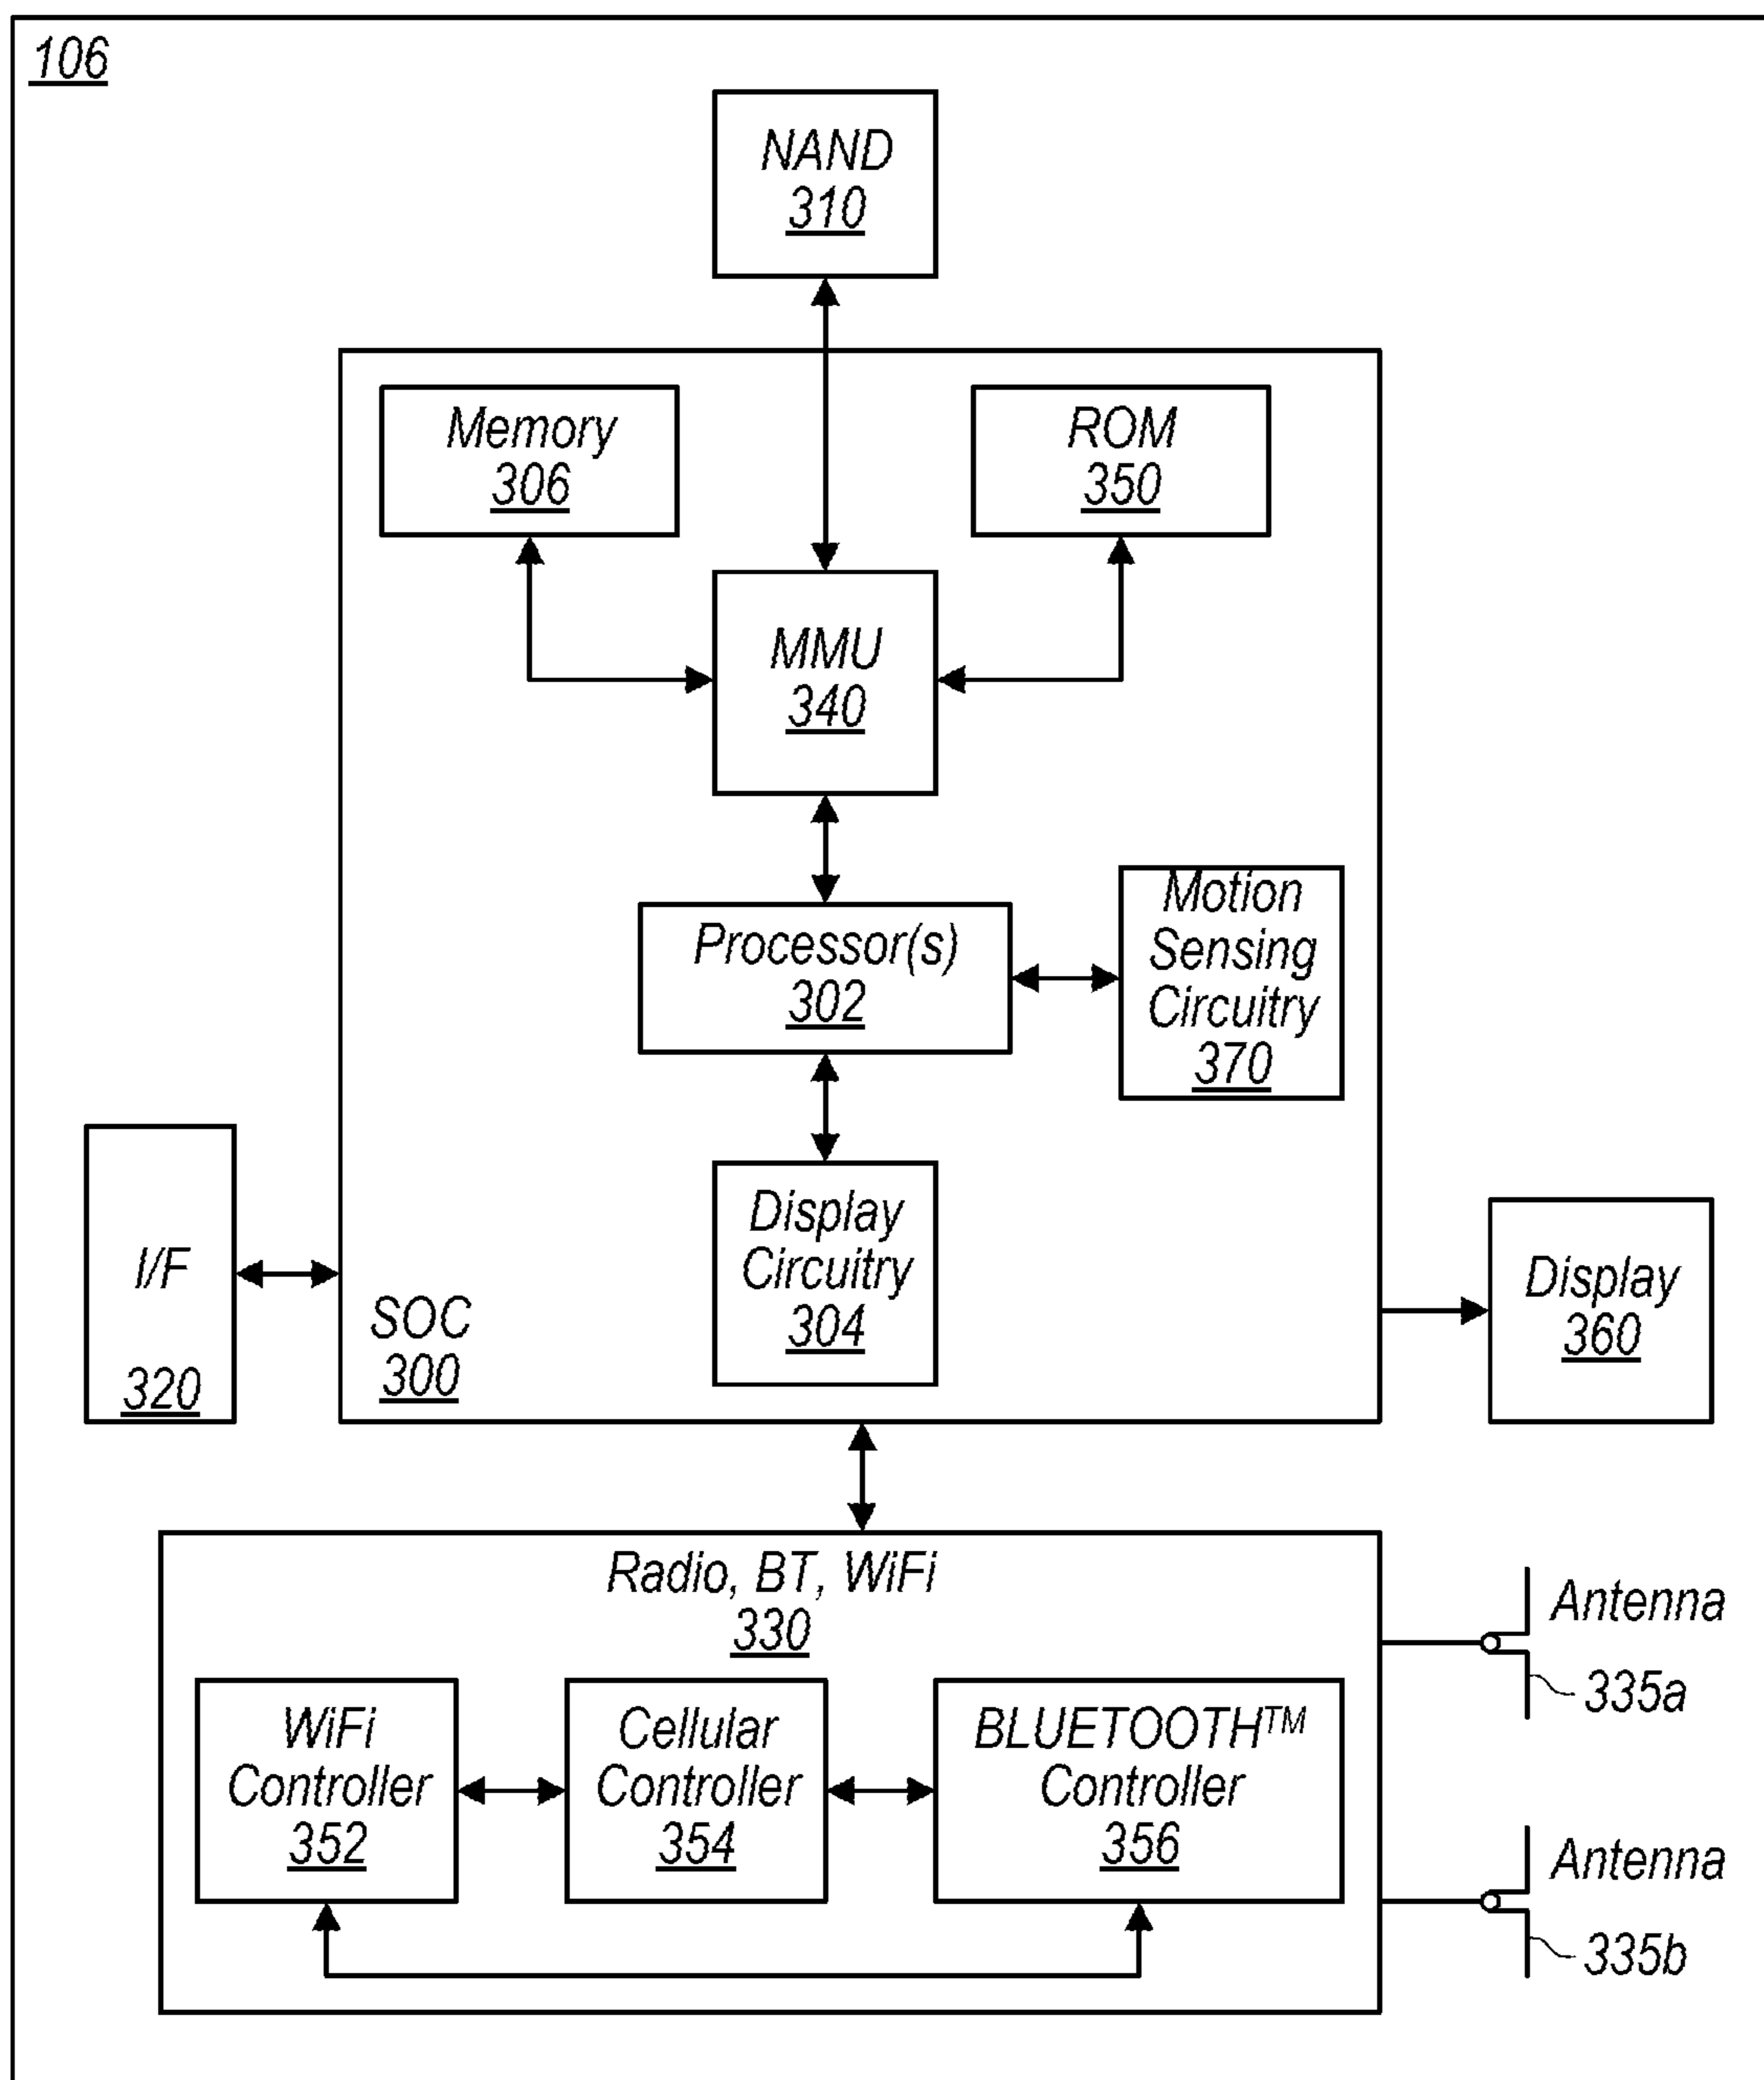 106
NAND
310
Memory
306
ROM
350
MMU
340
Processor(s)
302
Motion
Sensing
Circuitry
370
Display
Circuitry
304
I/F
320
SOC
300
Display
360
Radio, BT, WiFi
330
WiFi
Controller
352
Cellular
Controller
354
BLUETOOTH™
Controller
356
Antenna
335a
Antenna
335b